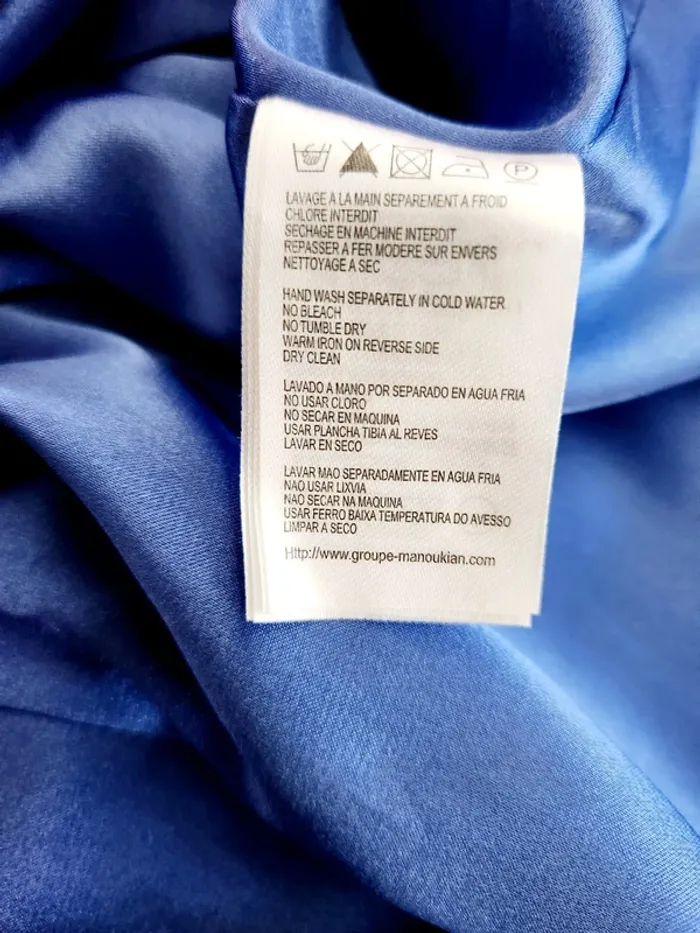 P
LAVAGE A LA MAIN SEPAREMENT A FROID
CHLORE INTERDIT
SECHAGE EN MACHINE INTERDIT
REPASSER A FER MODERE SUR ENVERS
NETTOYAGE A SEC
HAND WASH SEPARATELY IN COLD WATER
NO BLEACH
NO TUMBLE DRY
WARM IRON ON REVERSE SIDE
DRY CLEAN
LAVADO A MANO POR SEPARADO EN AGUA FRIA
NO USAR CLORO
NO SECAR EN MAQUINA
USAR PLANCHA TIBIA AL REVES
LAVAR EN SECO
LAVAR MAO SEPARADAMENTE EN AGUA FRIA
NAO USAR LIXVIA
NAO SECAR NA MAQUINA
USAR FERRO BAIXA TEMPERATURA DO AVESSO
LIMPAR A SECO
Http://www.groupe-manoukian.com